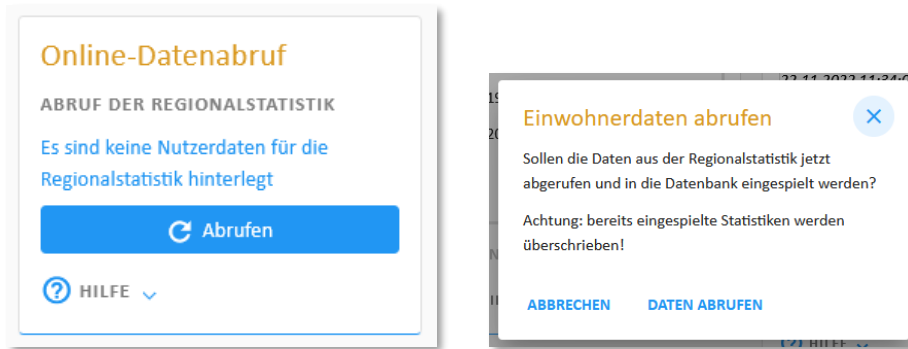 Online-Datenabruf
ABRUF DER REGIONALSTATISTIK
Es sind keine Nutzerdaten für die
Regionalstatistik hinterlegt
Abrufen
HILFE
Einwohnerdaten abrufen
Sollen die Daten aus der Regionalstatistik jetzt
abgerufen und in die Datenbank eingespielt werden?
Achtung: bereits eingespielte Statistiken werden
überschrieben!
ABBRECHEN DATEN ABRUFEN